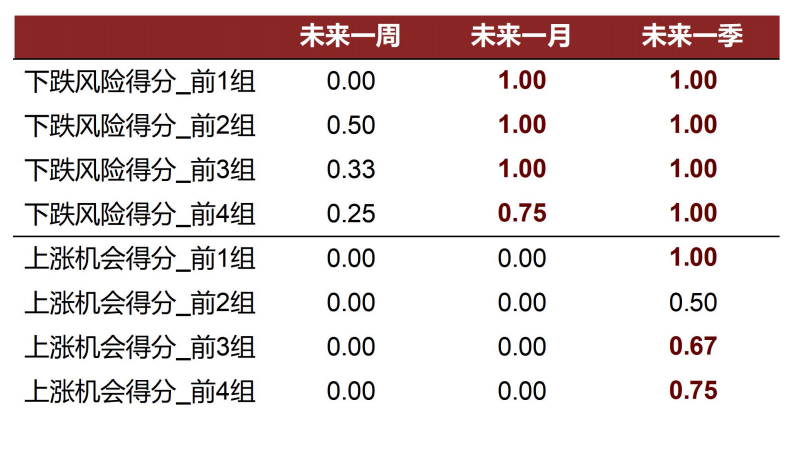 未来一周 未来一月 未来一季
下跌风险得分_前1组 0.00 1.00 1.00
下跌风险得分_前2组 0.50 1.00 1.00
下跌风险得分_前3组 0.33 1.00 1.00
下跌风险得分_前4组 0.25 0.75 1.00
上涨机会得分_前1组 0.00 0.00 1.00
上涨机会得分_前2组 0.00 0.00 0.50
上涨机会得分_前3组 0.00 0.00 0.67
上涨机会得分_前4组 0.00 0.00 0.75